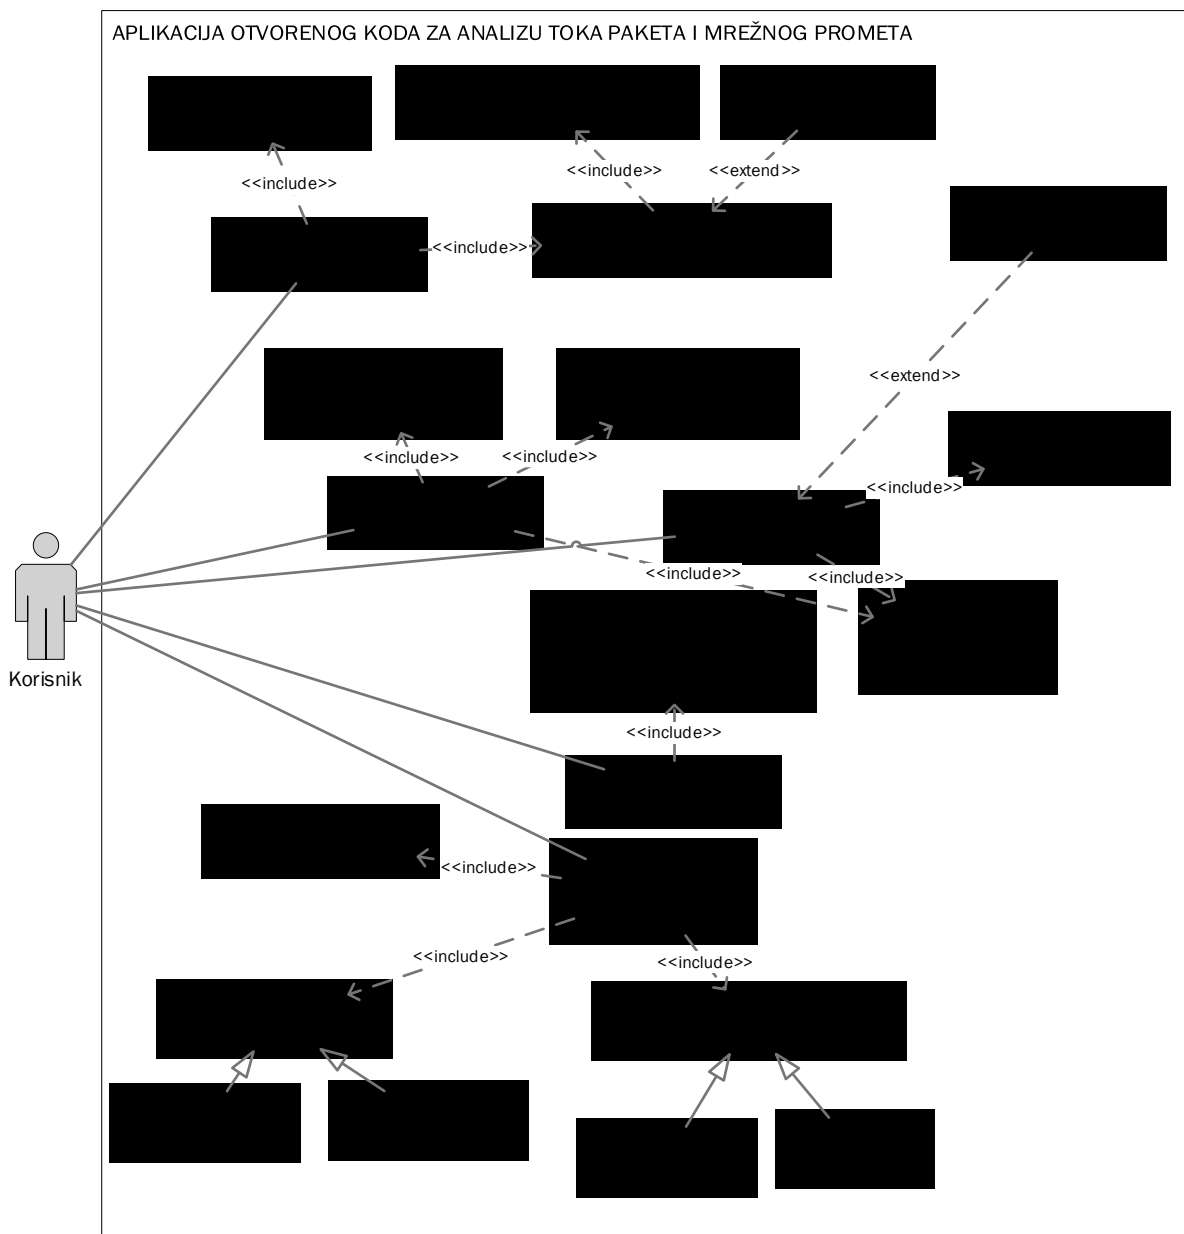 APLIKACIJA OTVORENOG KODA ZA ANALIZU TOKA PAKETA I MREŽNOG PROMETA
<<include>>
<<include>>
<<extend>>
<<include>>
<<extend>>
<<include>>
<<include>>
<<include>>
<<include>>
<<include>>
Korisnik
<<include>>
<<include>>
<<include>>
<<include>>